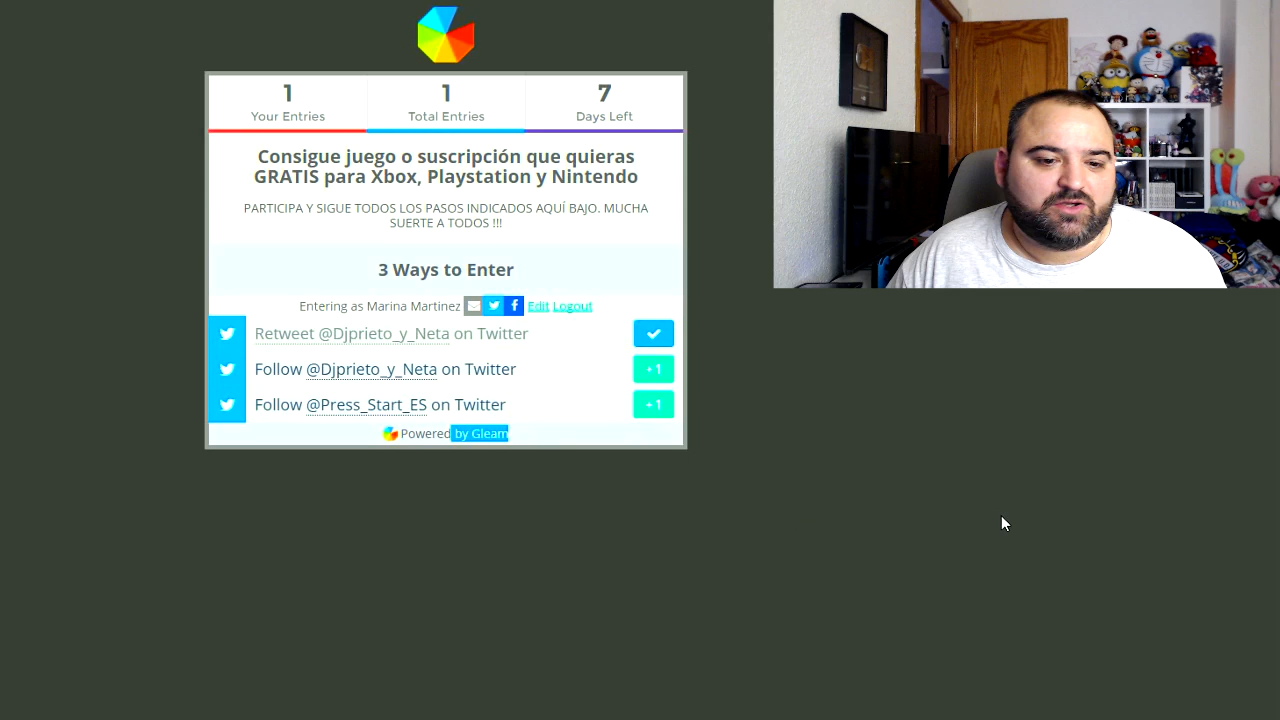 1
Your Entries
1
Total Entries
7
Days Left
Consigue juego o suscripción que quieras
GRATIS para Xbox, Playstation y Nintendo
PARTICIPA Y SIGUE TODOS LOS PASOS INDICADOS AQUÍ BAJO. MUCHA
SUERTE A TODOS !!!
3 Ways to Enter
Entering as Marina Martinez Edit Logout
Retweet @Djprieto_y_Neta on Twitter
Follow @Djprieto_y_Neta on Twitter +1
Follow @Press_Start_ES on Twitter +1
Powered by Gleam